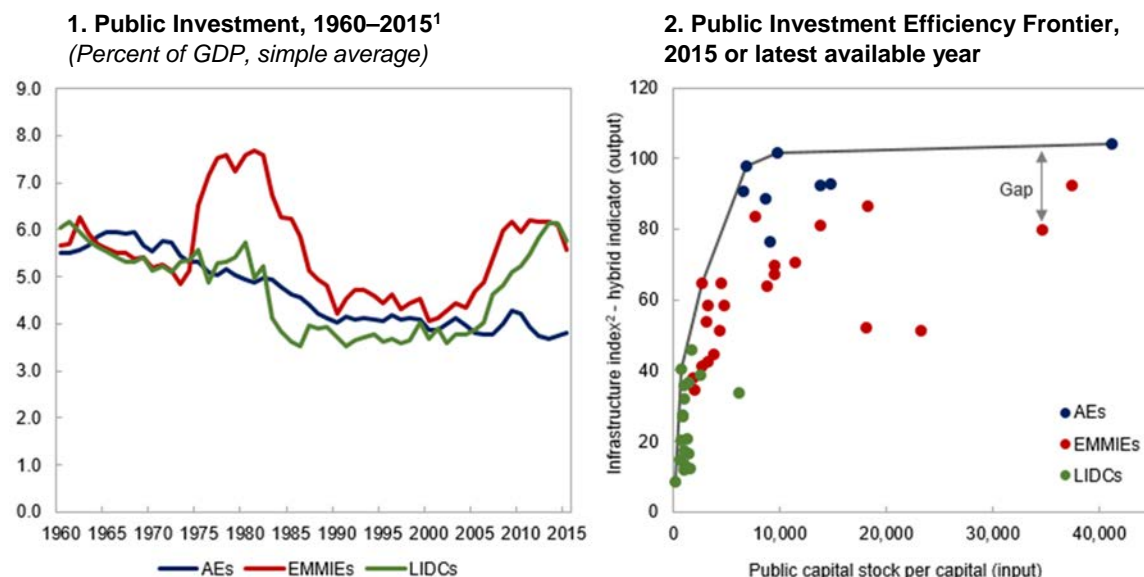 1. Public Investment, 1960–2015¹
(Percent of GDP, simple average)
9.0
8.0
7.0
6.0
5.0
4.0
3.0
2.0
1.0
0.0
1960 1965 1970 1975 1980 1985 1990 1995 2000 2005 2010 2015
AEs EMMIEs LIDCs
2. Public Investment Efficiency Frontier,
2015 or latest available year
Infrastructure index² - hybrid indicator (output)
120
100
80
60
40
20
0
Gap
AEs
EMMIEs
LIDCs
0 10,000 20,000 30,000 40,000
Public capital stock per capital (input)